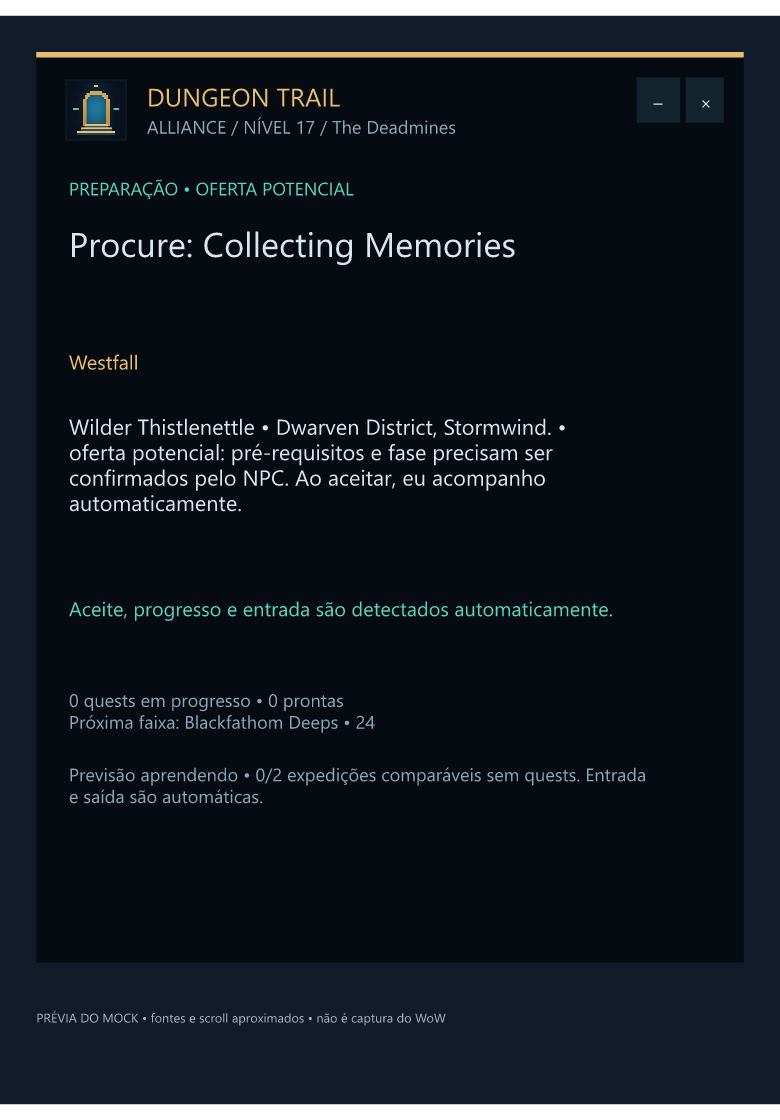 DUNGEON TRAIL
ALLIANCE / NÍVEL 17 / The Deadmines
– ×
PREPARAÇÃO • OFERTA POTENCIAL
Procure: Collecting Memories
Westfall
Wilder Thistlenettle • Dwarven District, Stormwind. •
oferta potencial: pré-requisitos e fase precisam ser
confirmados pelo NPC. Ao aceitar, eu acompanho
automaticamente.
Aceite, progresso e entrada são detectados automaticamente.
0 quests em progresso • 0 prontas
Próxima faixa: Blackfathom Deeps • 24
Previsão aprendendo • 0/2 expedições comparáveis sem quests. Entrada
e saída são automáticas.
PRÉVIA DO MOCK • fontes e scroll aproximados • não é captura do WoW